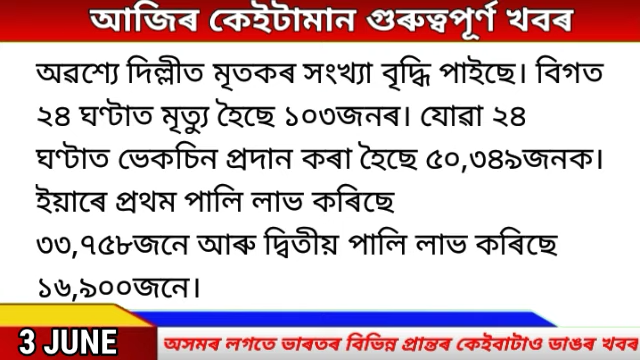 আজিৰ কেইটামান গুৰুত্বপূৰ্ণ খবৰ
অৱশ্যে দিল্লীত মৃতকৰ সংখ্যা বৃদ্ধি পাইছে। বিগত
২৪ ঘণ্টাত মৃত্যু হৈছে ১০৩জনৰ। যোৱা ২৪
ঘণ্টাত ভেকচিন প্ৰদান কৰা হৈছে ৫০,৩৪৯জনক।
ইয়াৰে প্ৰথম পালি লাভ কৰিছে
৩৩,৭৫৮জনে আৰু দ্বিতীয় পালি লাভ কৰিছে
১৬,৯০০জনে।
3 JUNE
অসমৰ লগতে ভাৰতৰ বিভিন্ন প্ৰান্তৰ কেইবাটাও ডাঙৰ খবৰ